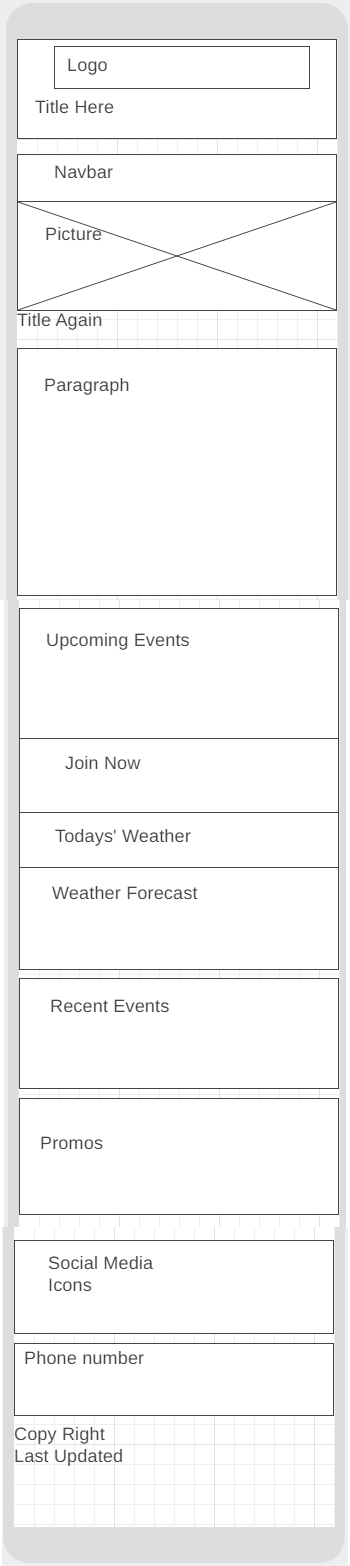 Logo
Title Here
Navbar
Picture
Title Again
Paragraph
Upcoming Events
Join Now
Todays' Weather
Weather Forecast
Recent Events
Promos
Social Media
Icons
Phone number
Copy Right
Last Updated